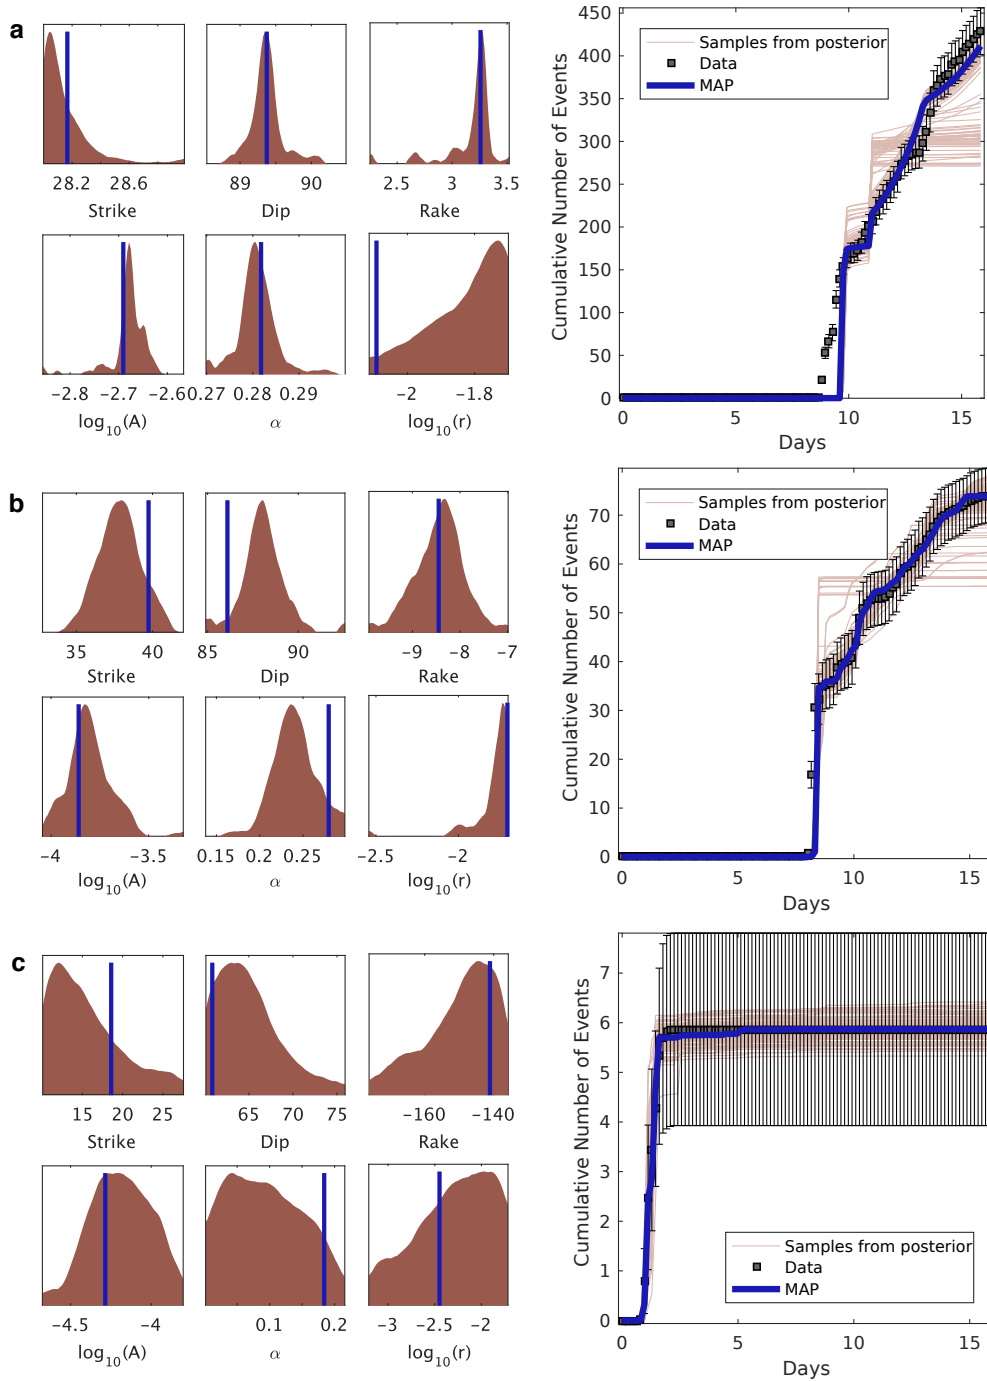 a
28.2 28.6
Strike
89 90
Dip
2.5 3 3.5
Rake
−2.8 −2.7 −2.6
log10(A)
0.27 0.28 0.29
α
−2 −1.8
log10(r)
450
400
350
300
250
200
150
100
50
0
Cumulative Number of Events
Samples from posterior
Data
MAP
0 5 10 15
Days
b
35 40
Strike
85 90
Dip
−9 −8 −7
Rake
−4 −3.5
log10(A)
0.15 0.2 0.25
α
−2.5 −2
log10(r)
70
60
50
40
30
20
10
0
Cumulative Number of Events
Samples from posterior
Data
MAP
0 5 10 15
Days
c
15 20 25
Strike
65 70 75
Dip
−160 −140
Rake
−4.5 −4
log10(A)
0.1 0.2
α
−3 −2.5 −2
log10(r)
7
6
5
4
3
2
1
0
Cumulative Number of Events
Samples from posterior
Data
MAP
0 5 10 15
Days